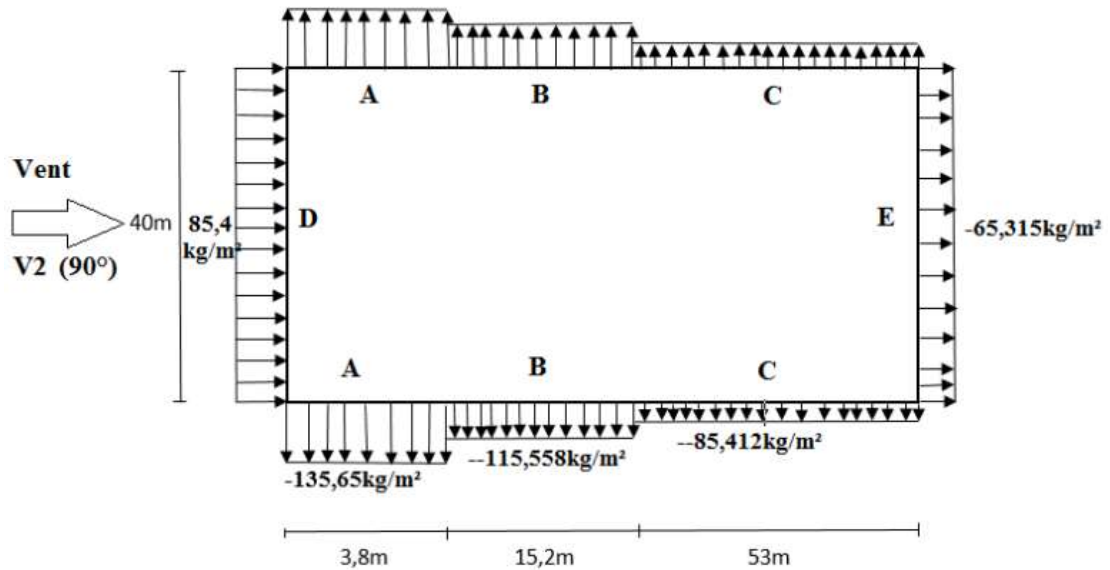 A
B
C
Vent
V2 (90°)
40m
85,4
kg/m²
D
E
-65,315kg/m²
A
B
C
-135,65kg/m²
--115,558kg/m²
--85,412kg/m²
3,8m
15,2m
53m